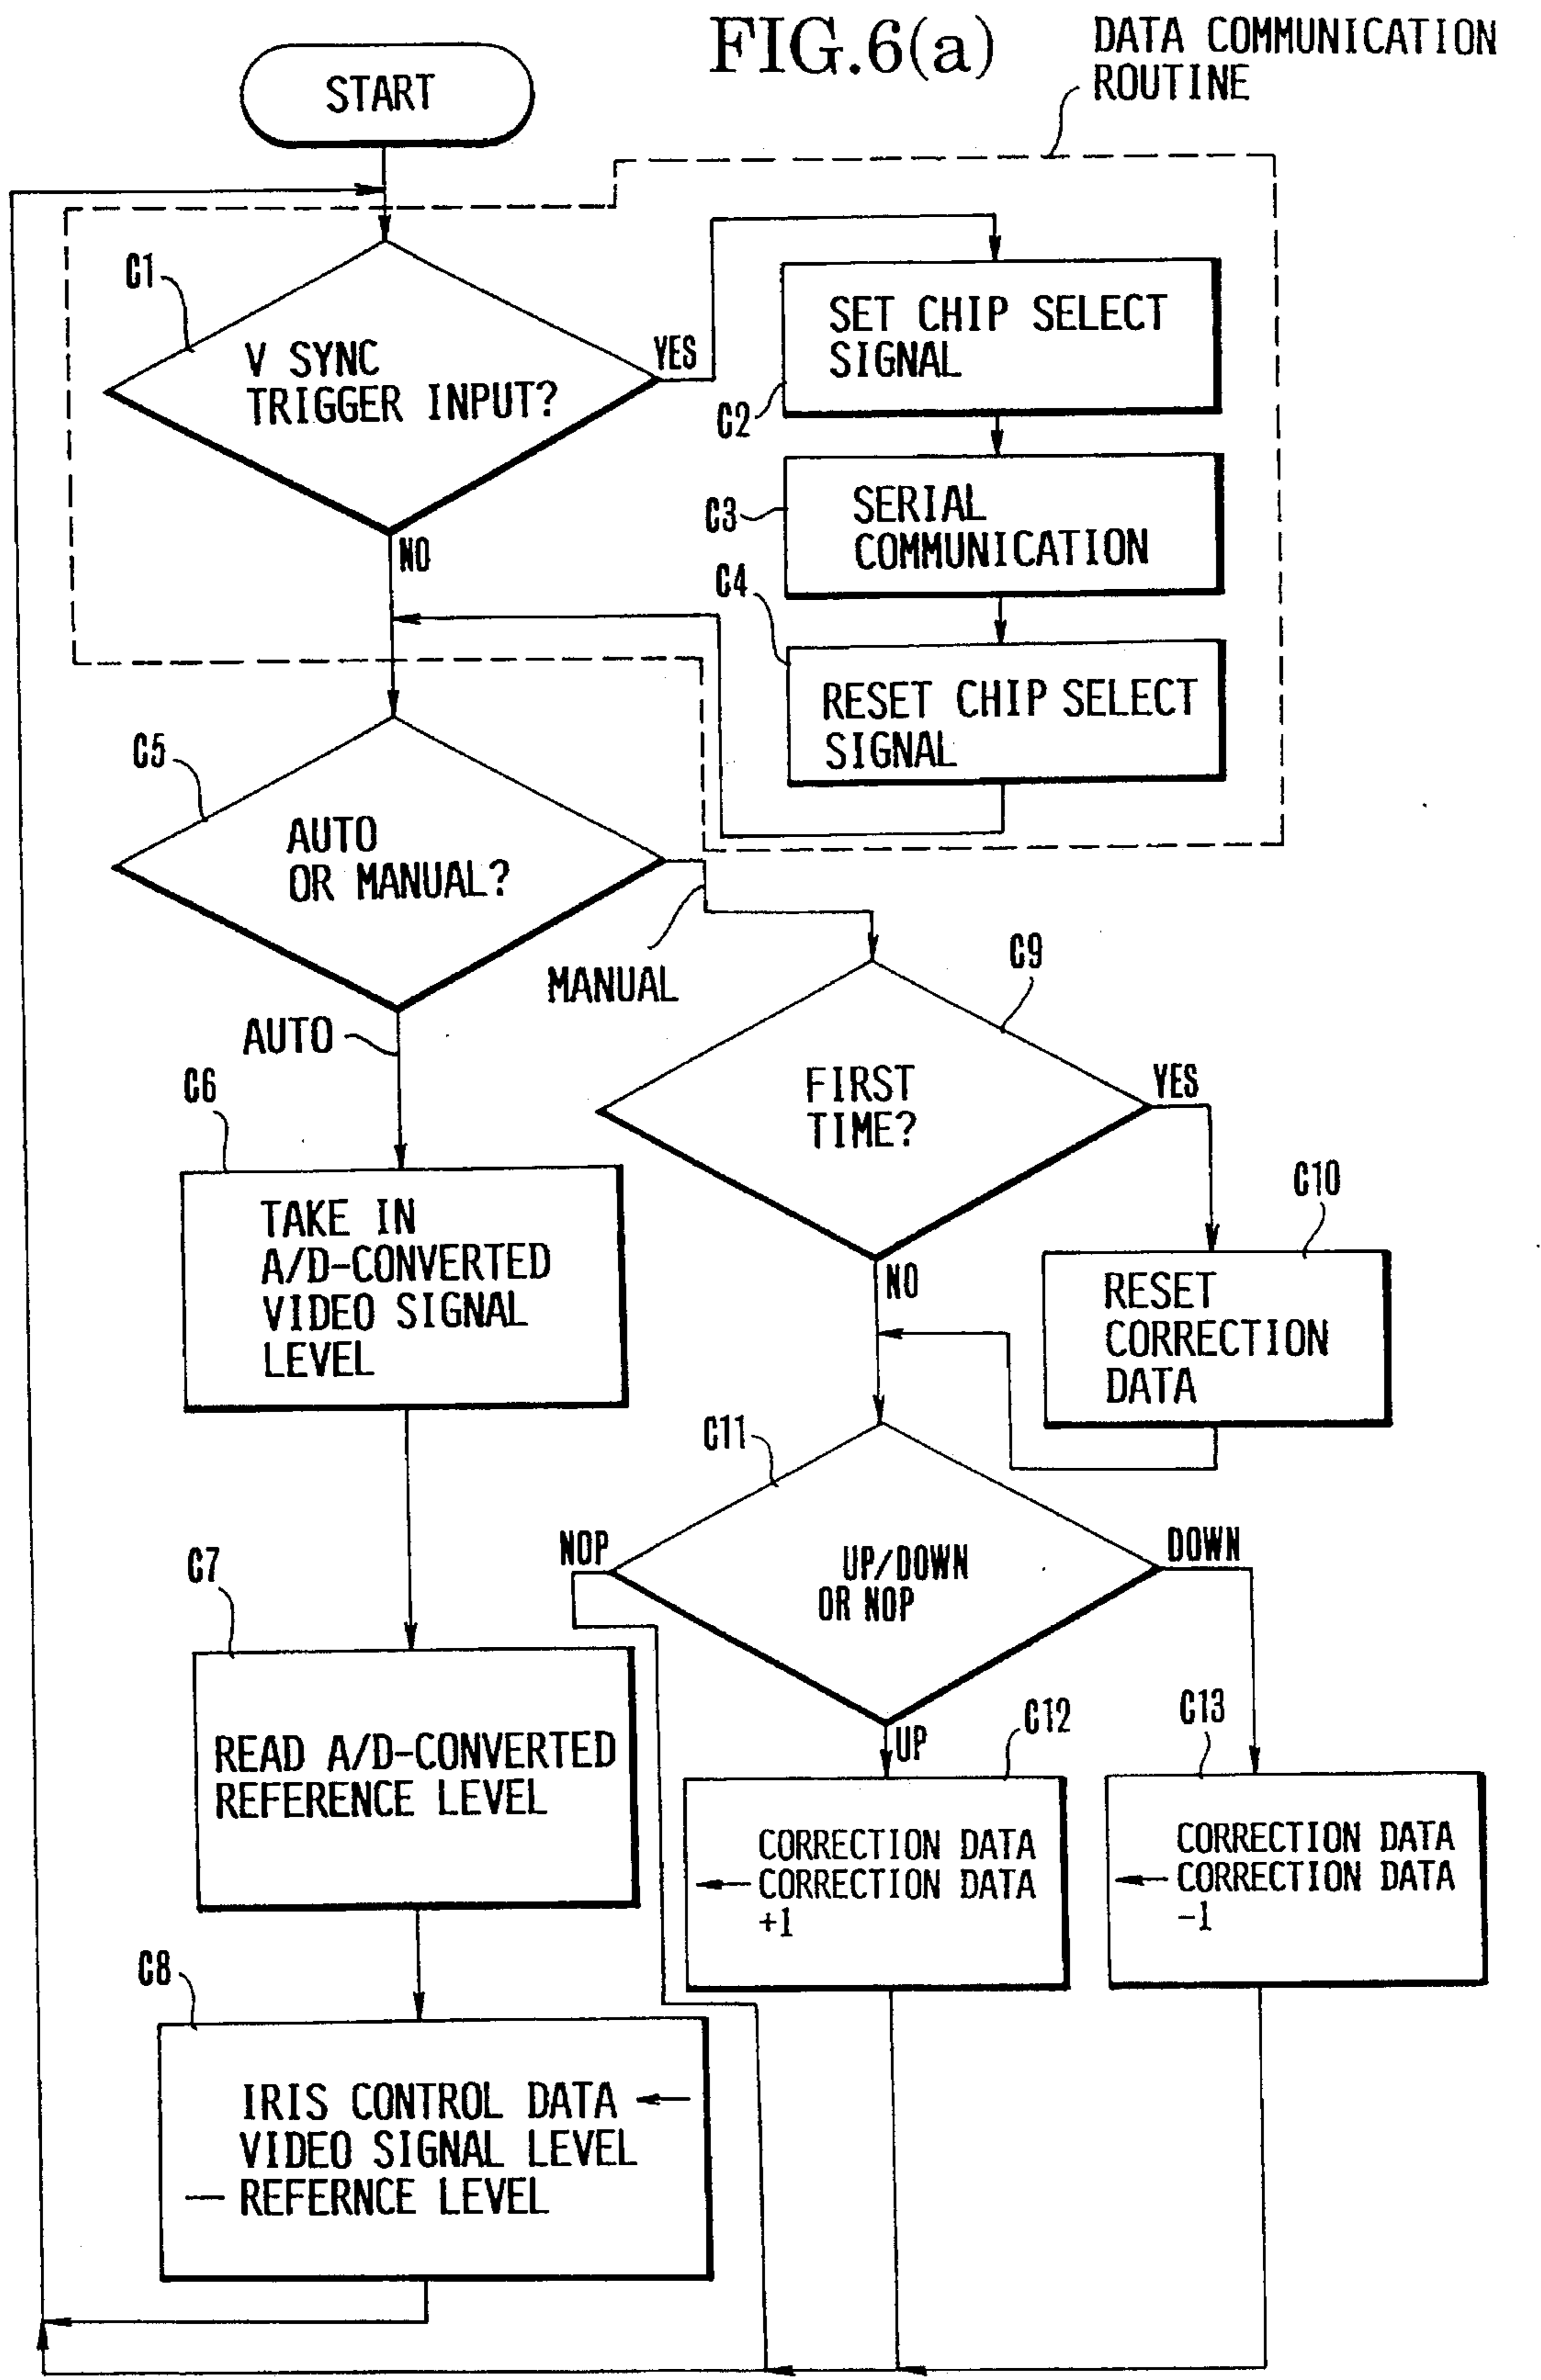 FIG.6(a)
DATA COMMUNICATION
ROUTINE
START
C1
V SYNC
TRIGGER INPUT?
YES
NO
SET CHIP SELECT
SIGNAL
C2
C3
SERIAL
COMMUNICATION
C4
RESET CHIP SELECT
SIGNAL
C5
AUTO
OR MANUAL?
MANUAL
AUTO
C9
FIRST
TIME?
YES
NO
C6
TAKE IN
A/D-CONVERTED
VIDEO SIGNAL
LEVEL
C10
RESET
CORRECTION
DATA
C11
NOP
UP/DOWN
OR NOP
DOWN
UP
C7
READ A/D-CONVERTED
REFERENCE LEVEL
C12
CORRECTION DATA
← CORRECTION DATA
+1
C13
CORRECTION DATA
← CORRECTION DATA
-1
C8
IRIS CONTROL DATA ←
VIDEO SIGNAL LEVEL
— REFERNCE LEVEL